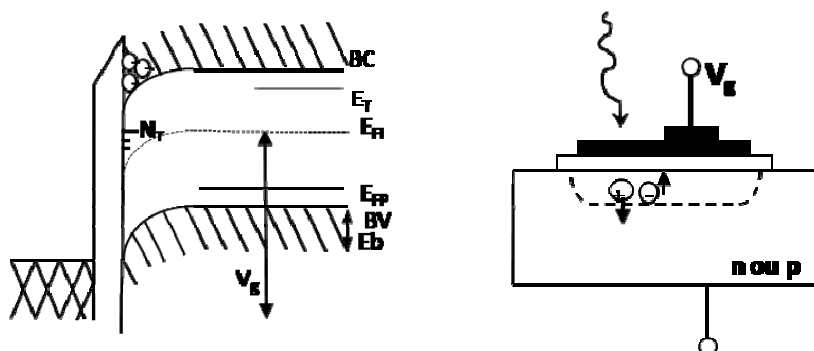 BC
E_T
N_T
E_FI
E_FP
BV
Eb
V_g
V_g
n ou p